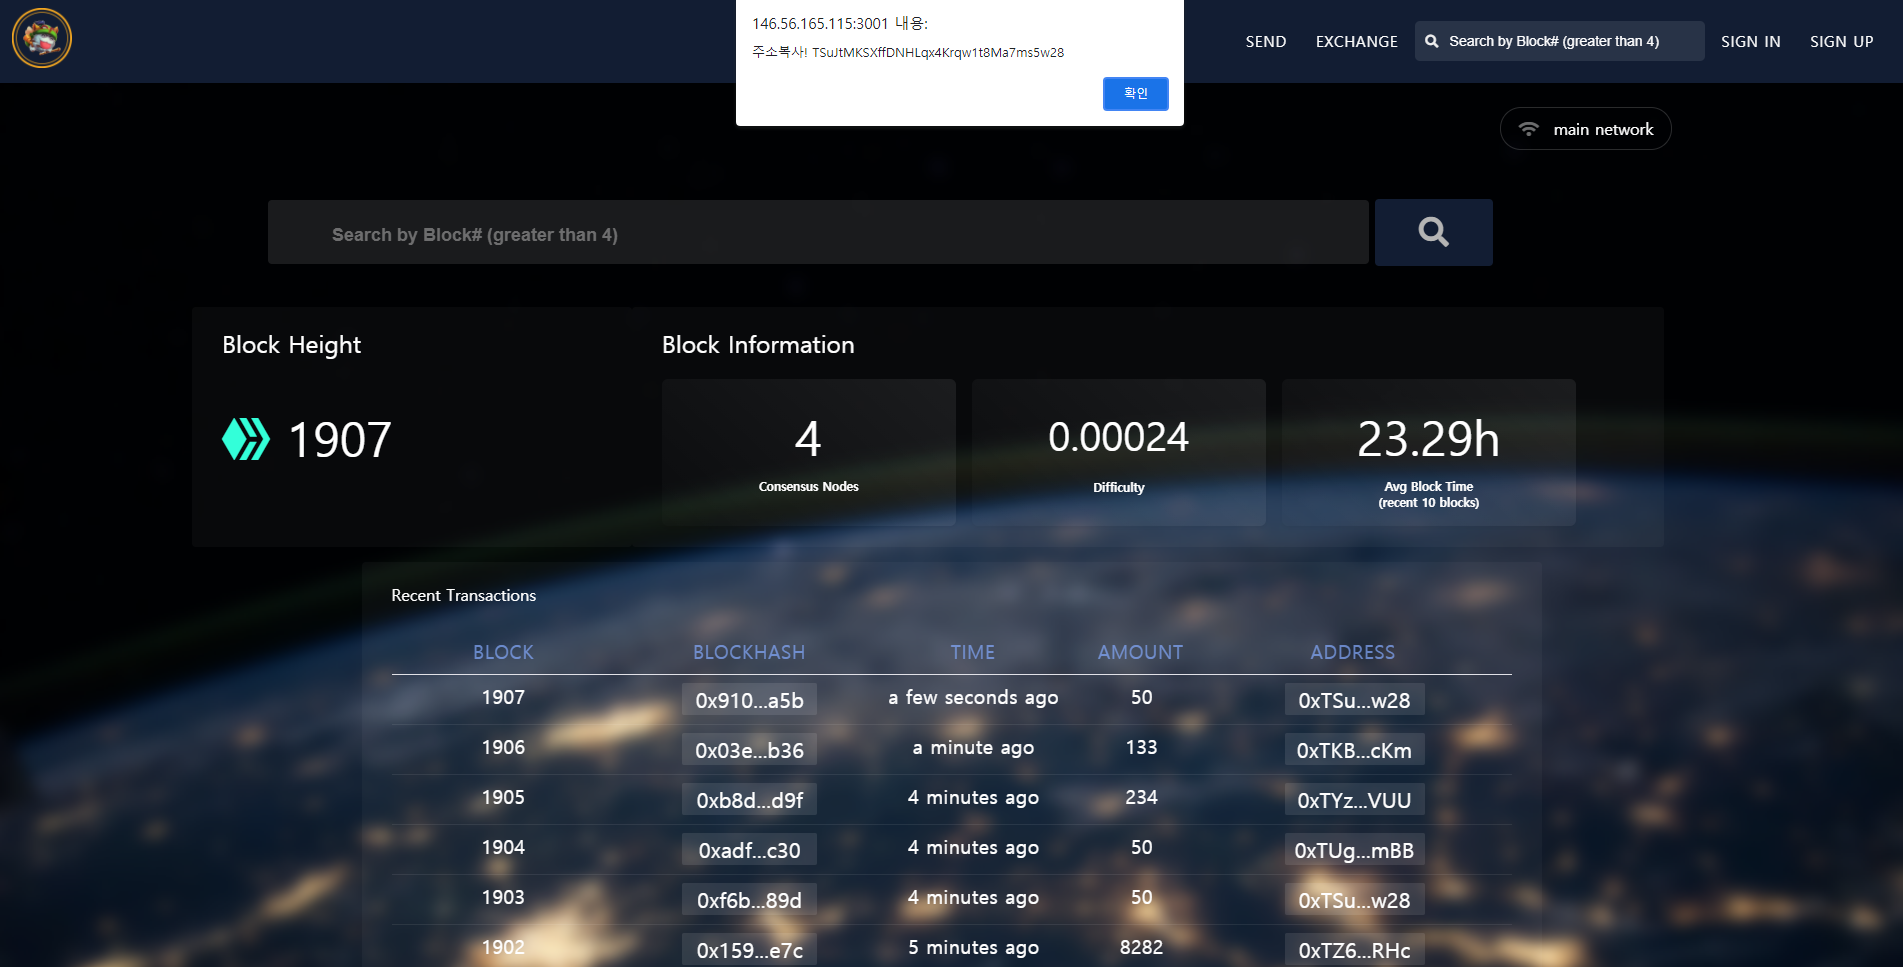 146.56.165.115:3001 내용:
주소복사! TSuJtMKSXffDNHLqx4Krqw1t8Ma7ms5w28
확인
SEND EXCHANGE Search by Block# (greater than 4) SIGN IN SIGN UP
main network
Search by Block# (greater than 4)
Block Height
1907
Block Information
4
Consensus Nodes
0.00024
Difficulty
23.29h
Avg Block Time
(recent 10 blocks)
Recent Transactions
BLOCK BLOCKHASH TIME AMOUNT ADDRESS
1907 0x910...a5b a few seconds ago 50 0xTSu...w28
1906 0x03e...b36 a minute ago 133 0xTKB...cKm
1905 0xb8d...d9f 4 minutes ago 234 0xTYz...VUU
1904 0xadf...c30 4 minutes ago 50 0xTUg...mBB
1903 0xf6b...89d 4 minutes ago 50 0xTSu...w28
1902 0x159...e7c 5 minutes ago 8282 0xTZ6...RHc